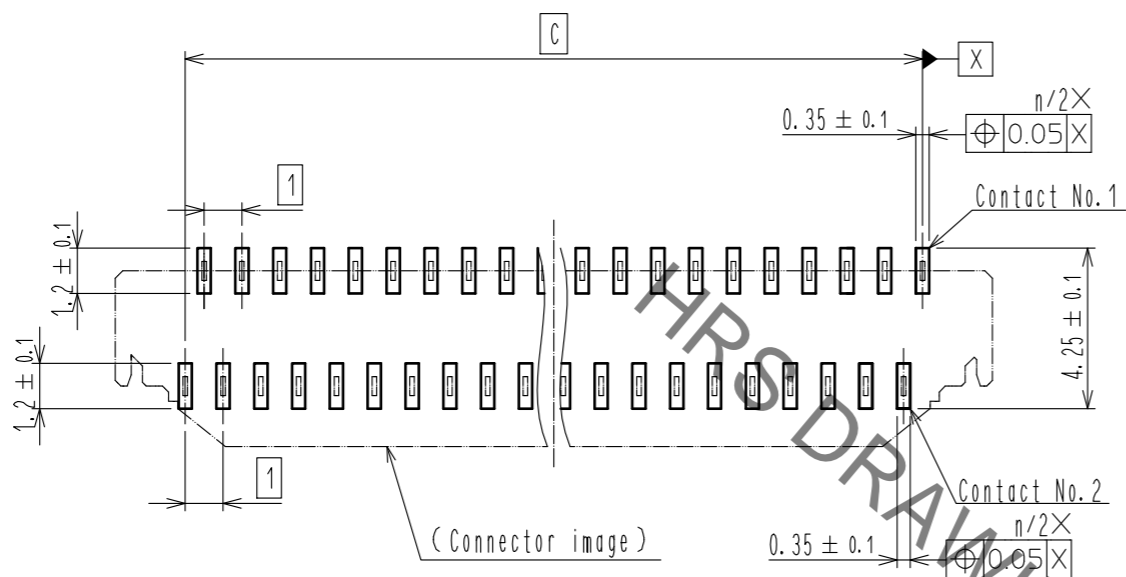 C
X
n/2X
0.35 ± 0.1
⌖ 0.05 X
1
Contact No.1
1.2 ± 0.1
4.25 ± 0.1
1.2 ± 0.1
HRS DRAW
1
Contact No.2
(Connector image)
n/2X
0.35 ± 0.1
⌖ 0.05 X